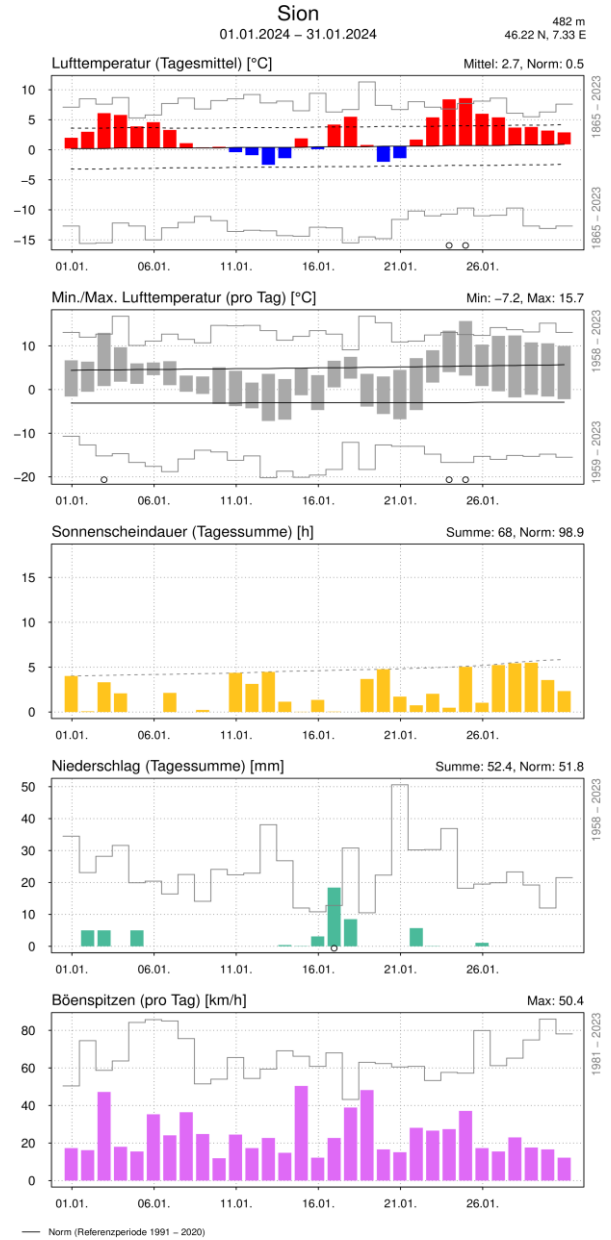 Sion
01.01.2024 – 31.01.2024
482 m
46.22 N, 7.33 E
Lufttemperatur (Tagesmittel) [°C]
Mittel: 2.7, Norm: 0.5
10
5
0
−5
−10
−15
1865 – 2023
1865 – 2023
01.01.
06.01.
11.01.
16.01.
21.01.
26.01.
Min./Max. Lufttemperatur (pro Tag) [°C]
Min: −7.2, Max: 15.7
10
0
−10
−20
1958 – 2023
1959 – 2023
01.01.
06.01.
11.01.
16.01.
21.01.
26.01.
Sonnenscheindauer (Tagessumme) [h]
Summe: 68, Norm: 98.9
15
10
5
0
01.01.
06.01.
11.01.
16.01.
21.01.
26.01.
Niederschlag (Tagessumme) [mm]
Summe: 52.4, Norm: 51.8
50
40
30
20
10
0
1958 – 2023
01.01.
06.01.
11.01.
16.01.
21.01.
26.01.
Böenspitzen (pro Tag) [km/h]
Max: 50.4
80
60
40
20
0
1981 – 2023
01.01.
06.01.
11.01.
16.01.
21.01.
26.01.
Norm (Referenzperiode 1991 – 2020)